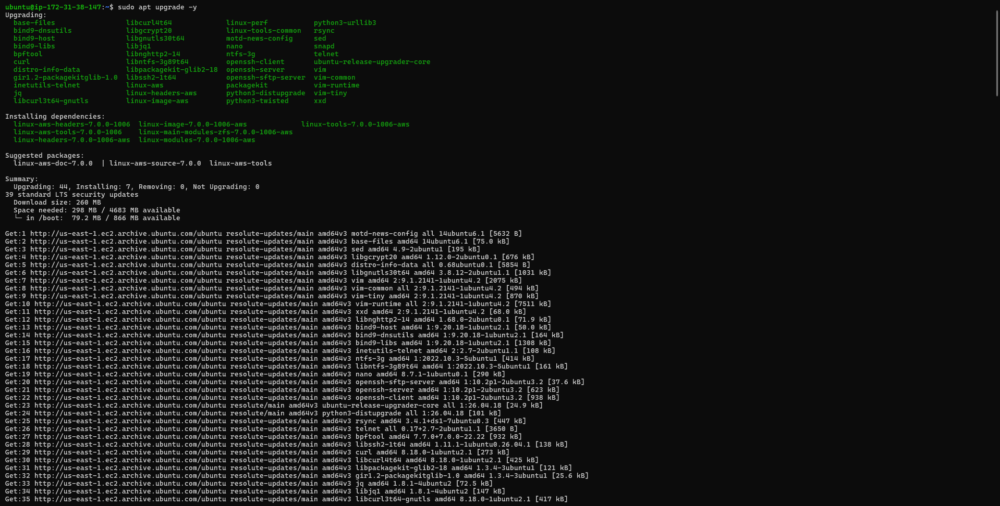 ubuntu@ip-172-31-38-147:~$ sudo apt upgrade -y
Upgrading:
  base-files                 libcurl4t64             linux-perf           python3-urllib3
  bind9-dnsutils             libgcrypt20             linux-tools-common   rsync
  bind9-host                 libgnutls30t64          motd-news-config     sed
  bind9-libs                 libjq1                  nano                 snapd
  bpftool                    libnghttp2-14           ntfs-3g              telnet
  curl                       libntfs-3g89t64         openssh-client       ubuntu-release-upgrader-core
  distro-info-data           libpackagekit-glib2-18  openssh-server       vim
  gir1.2-packagekitglib-1.0  libssh2-1t64            openssh-sftp-server  vim-common
  inetutils-telnet           linux-aws               packagekit           vim-runtime
  jq                         linux-headers-aws       python3-distupgrade  vim-tiny
  libcurl3t64-gnutls         linux-image-aws         python3-twisted      xxd

Installing dependencies:
  linux-aws-headers-7.0.0-1006  linux-image-7.0.0-1006-aws             linux-tools-7.0.0-1006-aws
  linux-aws-tools-7.0.0-1006    linux-main-modules-zfs-7.0.0-1006-aws
  linux-headers-7.0.0-1006-aws  linux-modules-7.0.0-1006-aws

Suggested packages:
  linux-aws-doc-7.0.0  | linux-aws-source-7.0.0  linux-aws-tools

Summary:
  Upgrading: 44, Installing: 7, Removing: 0, Not Upgrading: 0
39 standard LTS security updates
  Download size: 260 MB
  Space needed: 298 MB / 4683 MB available
  └─ in /boot:  79.2 MB / 866 MB available

Get:1 http://us-east-1.ec2.archive.ubuntu.com/ubuntu resolute-updates/main amd64v3 motd-news-config all 14ubuntu6.1 [5632 B]
Get:2 http://us-east-1.ec2.archive.ubuntu.com/ubuntu resolute-updates/main amd64v3 base-files amd64 14ubuntu6.1 [75.0 kB]
Get:3 http://us-east-1.ec2.archive.ubuntu.com/ubuntu resolute-updates/main amd64v3 sed amd64 4.9-2ubuntu1 [195 kB]
Get:4 http://us-east-1.ec2.archive.ubuntu.com/ubuntu resolute-updates/main amd64v3 libgcrypt20 amd64 1.12.0-2ubuntu0.1 [676 kB]
Get:5 http://us-east-1.ec2.archive.ubuntu.com/ubuntu resolute-updates/main amd64v3 distro-info-data all 0.68ubuntu0.1 [5854 B]
Get:6 http://us-east-1.ec2.archive.ubuntu.com/ubuntu resolute-updates/main amd64v3 libgnutls30t64 amd64 3.8.12-2ubuntu1.1 [1031 kB]
Get:7 http://us-east-1.ec2.archive.ubuntu.com/ubuntu resolute-updates/main amd64v3 vim amd64 2:9.1.2141-1ubuntu4.2 [2075 kB]
Get:8 http://us-east-1.ec2.archive.ubuntu.com/ubuntu resolute-updates/main amd64v3 vim-common all 2:9.1.2141-1ubuntu4.2 [494 kB]
Get:9 http://us-east-1.ec2.archive.ubuntu.com/ubuntu resolute-updates/main amd64v3 vim-tiny amd64 2:9.1.2141-1ubuntu4.2 [870 kB]
Get:10 http://us-east-1.ec2.archive.ubuntu.com/ubuntu resolute-updates/main amd64v3 vim-runtime all 2:9.1.2141-1ubuntu4.2 [7511 kB]
Get:11 http://us-east-1.ec2.archive.ubuntu.com/ubuntu resolute-updates/main amd64v3 xxd amd64 2:9.1.2141-1ubuntu4.2 [68.0 kB]
Get:12 http://us-east-1.ec2.archive.ubuntu.com/ubuntu resolute-updates/main amd64v3 libnghttp2-14 amd64 1.68.0-2ubuntu0.1 [71.9 kB]
Get:13 http://us-east-1.ec2.archive.ubuntu.com/ubuntu resolute-updates/main amd64v3 bind9-host amd64 1:9.20.18-1ubuntu2.1 [50.0 kB]
Get:14 http://us-east-1.ec2.archive.ubuntu.com/ubuntu resolute-updates/main amd64v3 bind9-dnsutils amd64 1:9.20.18-1ubuntu2.1 [164 kB]
Get:15 http://us-east-1.ec2.archive.ubuntu.com/ubuntu resolute-updates/main amd64v3 bind9-libs amd64 1:9.20.18-1ubuntu2.1 [1308 kB]
Get:16 http://us-east-1.ec2.archive.ubuntu.com/ubuntu resolute-updates/main amd64v3 inetutils-telnet amd64 2:2.7-2ubuntu1.1 [108 kB]
Get:17 http://us-east-1.ec2.archive.ubuntu.com/ubuntu resolute-updates/main amd64v3 ntfs-3g amd64 1:2022.10.3-5ubuntu1 [414 kB]
Get:18 http://us-east-1.ec2.archive.ubuntu.com/ubuntu resolute-updates/main amd64v3 libntfs-3g89t64 amd64 1:2022.10.3-5ubuntu1 [161 kB]
Get:19 http://us-east-1.ec2.archive.ubuntu.com/ubuntu resolute-updates/main amd64v3 nano amd64 8.7.1-1ubuntu0.1 [290 kB]
Get:20 http://us-east-1.ec2.archive.ubuntu.com/ubuntu resolute-updates/main amd64v3 openssh-sftp-server amd64 1:10.2p1-2ubuntu3.2 [37.6 kB]
Get:21 http://us-east-1.ec2.archive.ubuntu.com/ubuntu resolute-updates/main amd64v3 openssh-server amd64 1:10.2p1-2ubuntu3.2 [623 kB]
Get:22 http://us-east-1.ec2.archive.ubuntu.com/ubuntu resolute-updates/main amd64v3 openssh-client amd64 1:10.2p1-2ubuntu3.2 [938 kB]
Get:23 http://us-east-1.ec2.archive.ubuntu.com/ubuntu resolute/main amd64v3 ubuntu-release-upgrader-core all 1:26.04.18 [24.9 kB]
Get:24 http://us-east-1.ec2.archive.ubuntu.com/ubuntu resolute/main amd64v3 python3-distupgrade all 1:26.04.18 [101 kB]
Get:25 http://us-east-1.ec2.archive.ubuntu.com/ubuntu resolute-updates/main amd64v3 rsync amd64 3.4.1+ds1-7ubuntu0.3 [447 kB]
Get:26 http://us-east-1.ec2.archive.ubuntu.com/ubuntu resolute-updates/main amd64v3 telnet all 0.17+2.7-2ubuntu1.1 [3650 B]
Get:27 http://us-east-1.ec2.archive.ubuntu.com/ubuntu resolute-updates/main amd64v3 bpftool amd64 7.7.0+7.0.0-22.22 [932 kB]
Get:28 http://us-east-1.ec2.archive.ubuntu.com/ubuntu resolute-updates/main amd64v3 libssh2-1t64 amd64 1.11.1-1ubuntu0.26.04.1 [138 kB]
Get:29 http://us-east-1.ec2.archive.ubuntu.com/ubuntu resolute-updates/main amd64v3 curl amd64 8.18.0-1ubuntu2.1 [273 kB]
Get:30 http://us-east-1.ec2.archive.ubuntu.com/ubuntu resolute-updates/main amd64v3 libcurl4t64 amd64 8.18.0-1ubuntu2.1 [425 kB]
Get:31 http://us-east-1.ec2.archive.ubuntu.com/ubuntu resolute-updates/main amd64v3 libpackagekit-glib2-18 amd64 1.3.4-3ubuntu1 [121 kB]
Get:32 http://us-east-1.ec2.archive.ubuntu.com/ubuntu resolute-updates/main amd64v3 gir1.2-packagekitglib-1.0 amd64 1.3.4-3ubuntu1 [25.6 kB]
Get:33 http://us-east-1.ec2.archive.ubuntu.com/ubuntu resolute-updates/main amd64v3 jq amd64 1.8.1-4ubuntu2 [72.5 kB]
Get:34 http://us-east-1.ec2.archive.ubuntu.com/ubuntu resolute-updates/main amd64v3 libjq1 amd64 1.8.1-4ubuntu2 [147 kB]
Get:35 http://us-east-1.ec2.archive.ubuntu.com/ubuntu resolute-updates/main amd64v3 libcurl3t64-gnutls amd64 8.18.0-1ubuntu2.1 [417 kB]